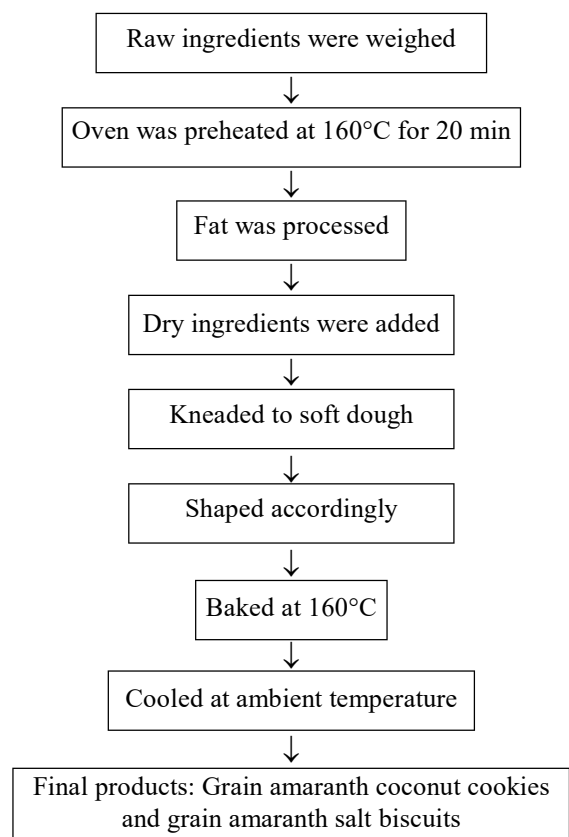 Raw ingredients were weighed
Oven was preheated at 160°C for 20 min
Fat was processed
Dry ingredients were added
Kneaded to soft dough
Shaped accordingly
Baked at 160°C
Cooled at ambient temperature
Final products: Grain amaranth coconut cookies
and grain amaranth salt biscuits